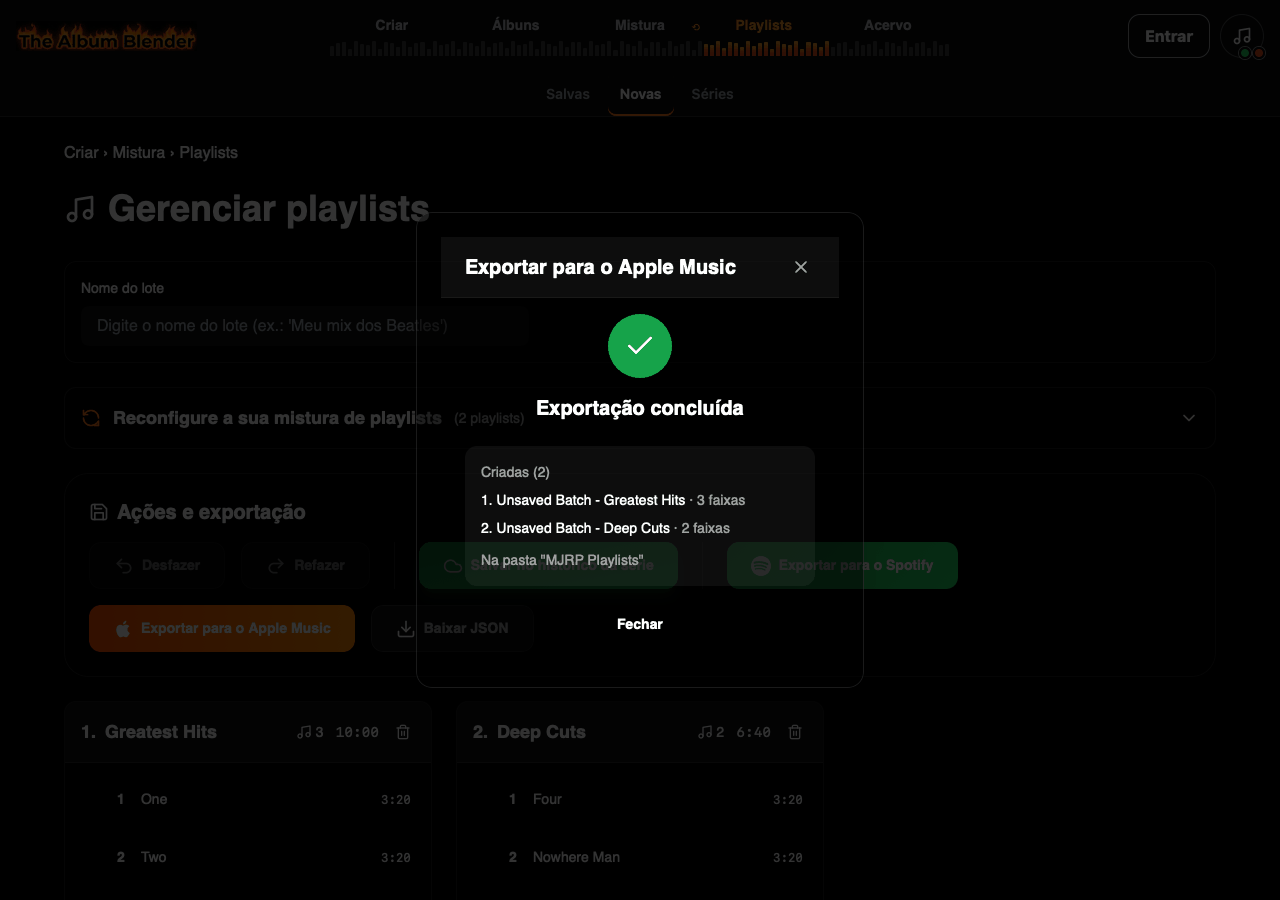 The Album Blender
Criar
Álbuns
Mistura
Playlists
Acervo
Entrar
Salvas
Novas
Séries
Criar › Mistura › Playlists
Gerenciar playlists
Nome do lote
Digite o nome do lote (ex.: 'Meu mix dos Beatles')
Exportar para o Apple Music
Exportação concluída
Criadas (2)
1. Unsaved Batch - Greatest Hits · 3 faixas
2. Unsaved Batch - Deep Cuts · 2 faixas
Na pasta "MJRP Playlists"
Fechar
Reconfigure a sua mistura de playlists (2 playlists)
Ações e exportação
Desfazer
Refazer
Exportar para o Spotify
Exportar para o Apple Music
Baixar JSON
1. Greatest Hits 3 10:00
1 One 3:20
2 Two 3:20
2. Deep Cuts 2 6:40
1 Four 3:20
2 Nowhere Man 3:20